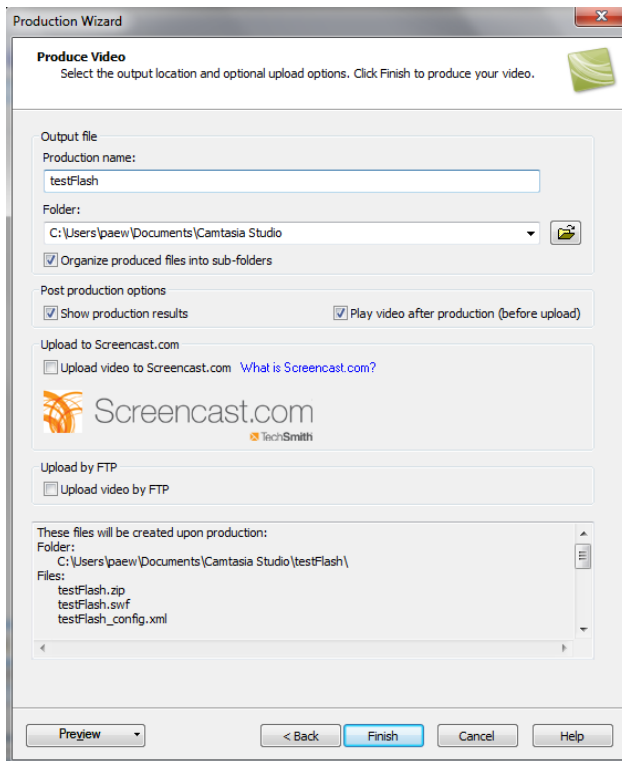 Production Wizard
Produce Video
Select the output location and optional upload options. Click Finish to produce your video.
Output file
Production name:
testFlash
Folder:
C:\Users\paew\Documents\Camtasia Studio
Organize produced files into sub-folders
Post production options
Show production results
Play video after production (before upload)
Upload to Screencast.com
Upload video to Screencast.com What is Screencast.com?
Screencast.com
TechSmith
Upload by FTP
Upload video by FTP
These files will be created upon production:
Folder:
C:\Users\paew\Documents\Camtasia Studio\testFlash\
Files:
testFlash.zip
testFlash.swf
testFlash_config.xml
Preview
< Back
Finish
Cancel
Help